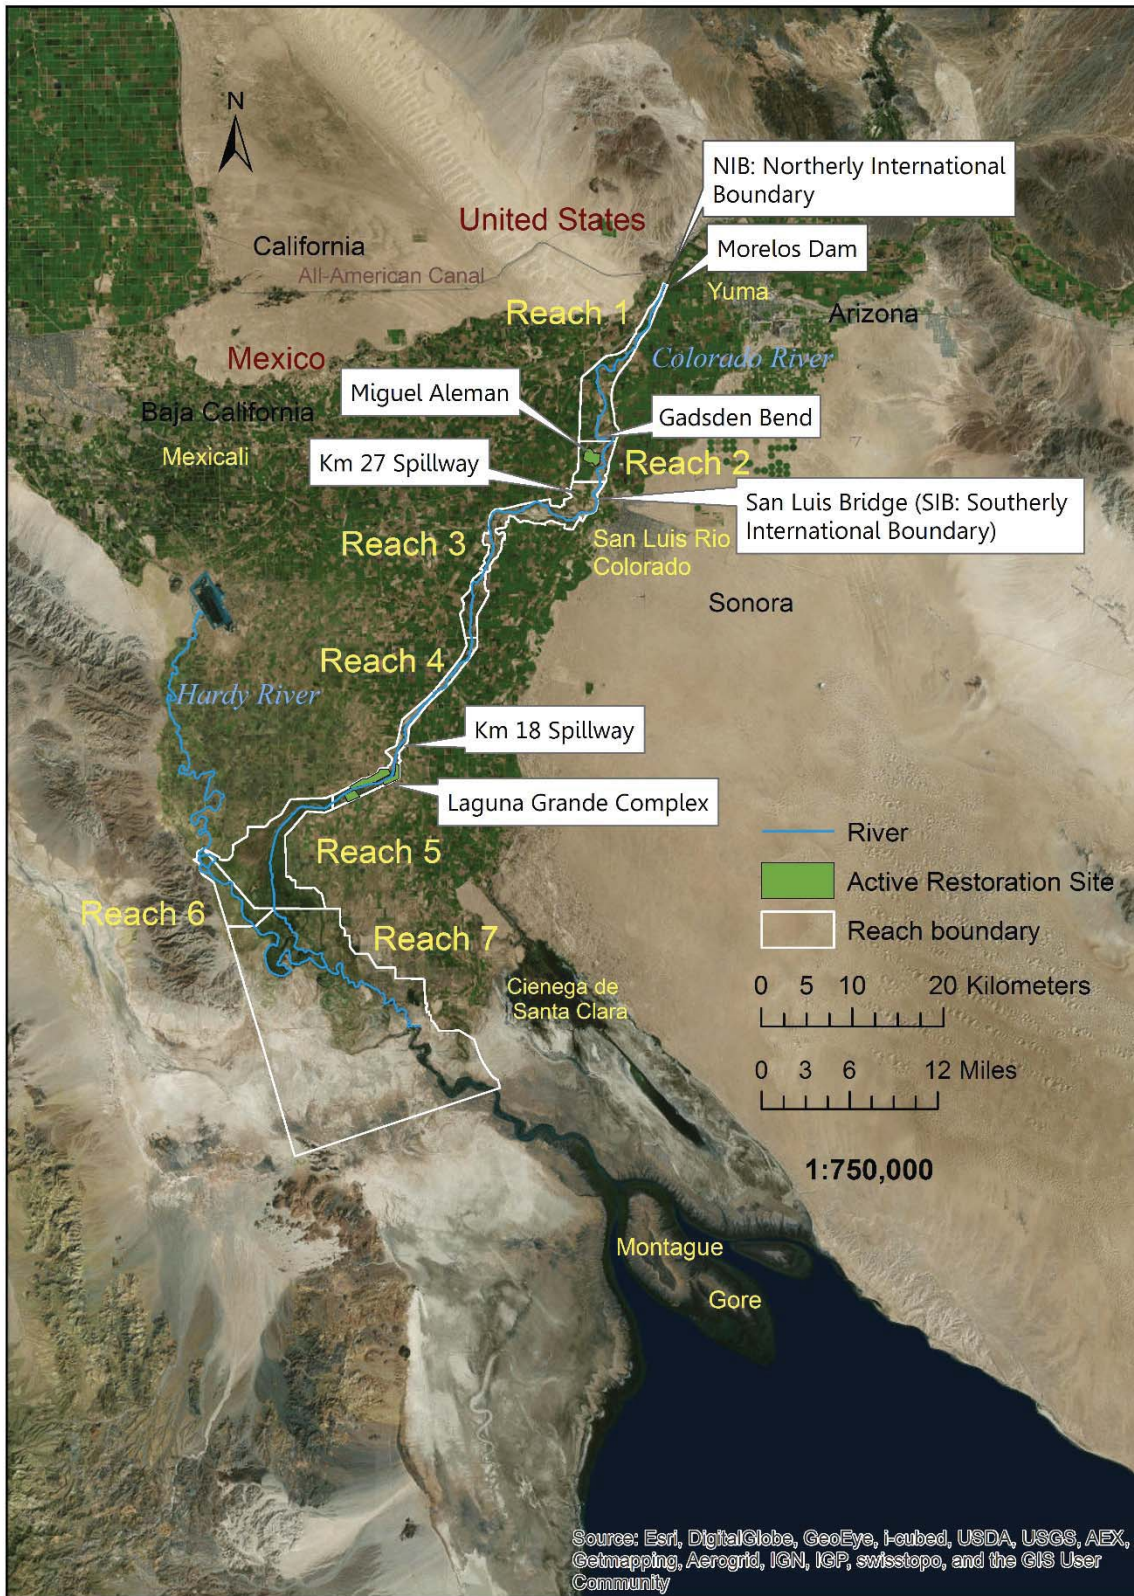 N
NIB: Northerly International
Boundary
United States
California
Morelos Dam
All-American Canal
Yuma
Reach 1
Arizona
Mexico
Colorado River
Miguel Aleman
Baja California
Gadsden Bend
Mexicali
Km 27 Spillway
Reach 2
San Luis Bridge (SIB: Southerly
International Boundary)
Reach 3
San Luis Rio
Colorado
Sonora
Reach 4
Hardy River
Km 18 Spillway
Laguna Grande Complex
River
Reach 5
Active Restoration Site
Reach 6
Reach boundary
Reach 7
Cienega de
Santa Clara
0 5 10 20 Kilometers
0 3 6 12 Miles
1:750,000
Montague
Gore
Source: Esri, DigitalGlobe, GeoEye, i-cubed, USDA, USGS, AEX,
Getmapping, Aerogrid, IGN, IGP, swisstopo, and the GIS User
Community